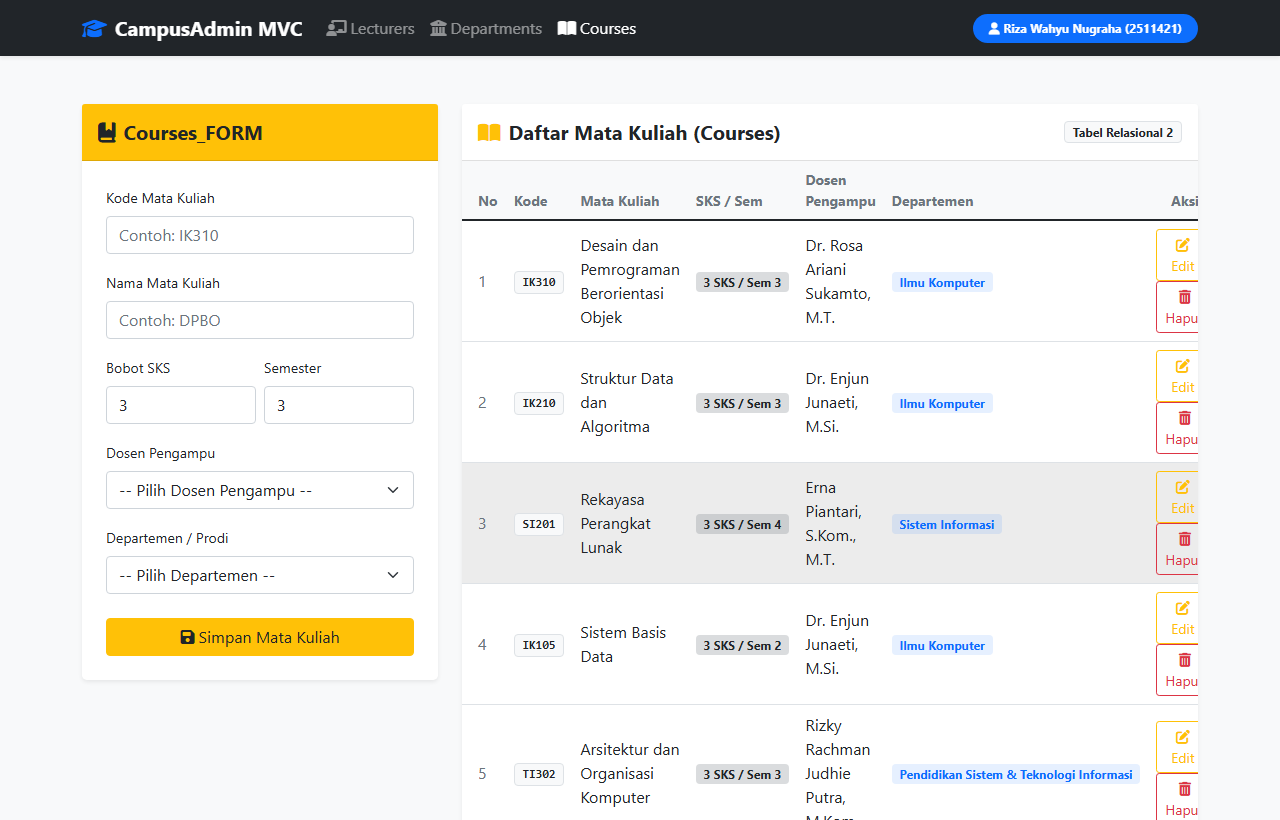 CampusAdmin MVC Lecturers Departments Courses Riza Wahyu Nugraha (2511421)
Courses_FORM
Kode Mata Kuliah
Contoh: IK310
Nama Mata Kuliah
Contoh: DPBO
Bobot SKS Semester
3 3
Dosen Pengampu
-- Pilih Dosen Pengampu --
Departemen / Prodi
-- Pilih Departemen --
Simpan Mata Kuliah
Daftar Mata Kuliah (Courses) Tabel Relasional 2
No Kode Mata Kuliah SKS / Sem Dosen Pengampu Departemen Aksi
1 IK310 Desain dan Pemrograman Berorientasi Objek 3 SKS / Sem 3 Dr. Rosa Ariani Sukamto, M.T. Ilmu Komputer Edit Hapu
2 IK210 Struktur Data dan Algoritma 3 SKS / Sem 3 Dr. Enjun Junaeti, M.Si. Ilmu Komputer Edit Hapu
3 SI201 Rekayasa Perangkat Lunak 3 SKS / Sem 4 Erna Piantari, S.Kom., M.T. Sistem Informasi Edit Hapu
4 IK105 Sistem Basis Data 3 SKS / Sem 2 Dr. Enjun Junaeti, M.Si. Ilmu Komputer Edit Hapu
5 TI302 Arsitektur dan Organisasi Komputer 3 SKS / Sem 3 Rizky Rachman Judhie Putra, M.Kom. Pendidikan Sistem & Teknologi Informasi Edit Hapu